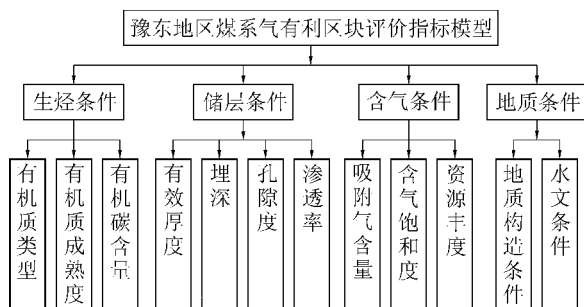 豫东地区煤系气有利区块评价指标模型
生烃条件
储层条件
含气条件
地质条件
有机质类型
有机质成熟度
有机碳含量
有效厚度
埋深
孔隙度
渗透率
吸附气含量
含气饱和度
资源丰度
地质构造条件
水文条件